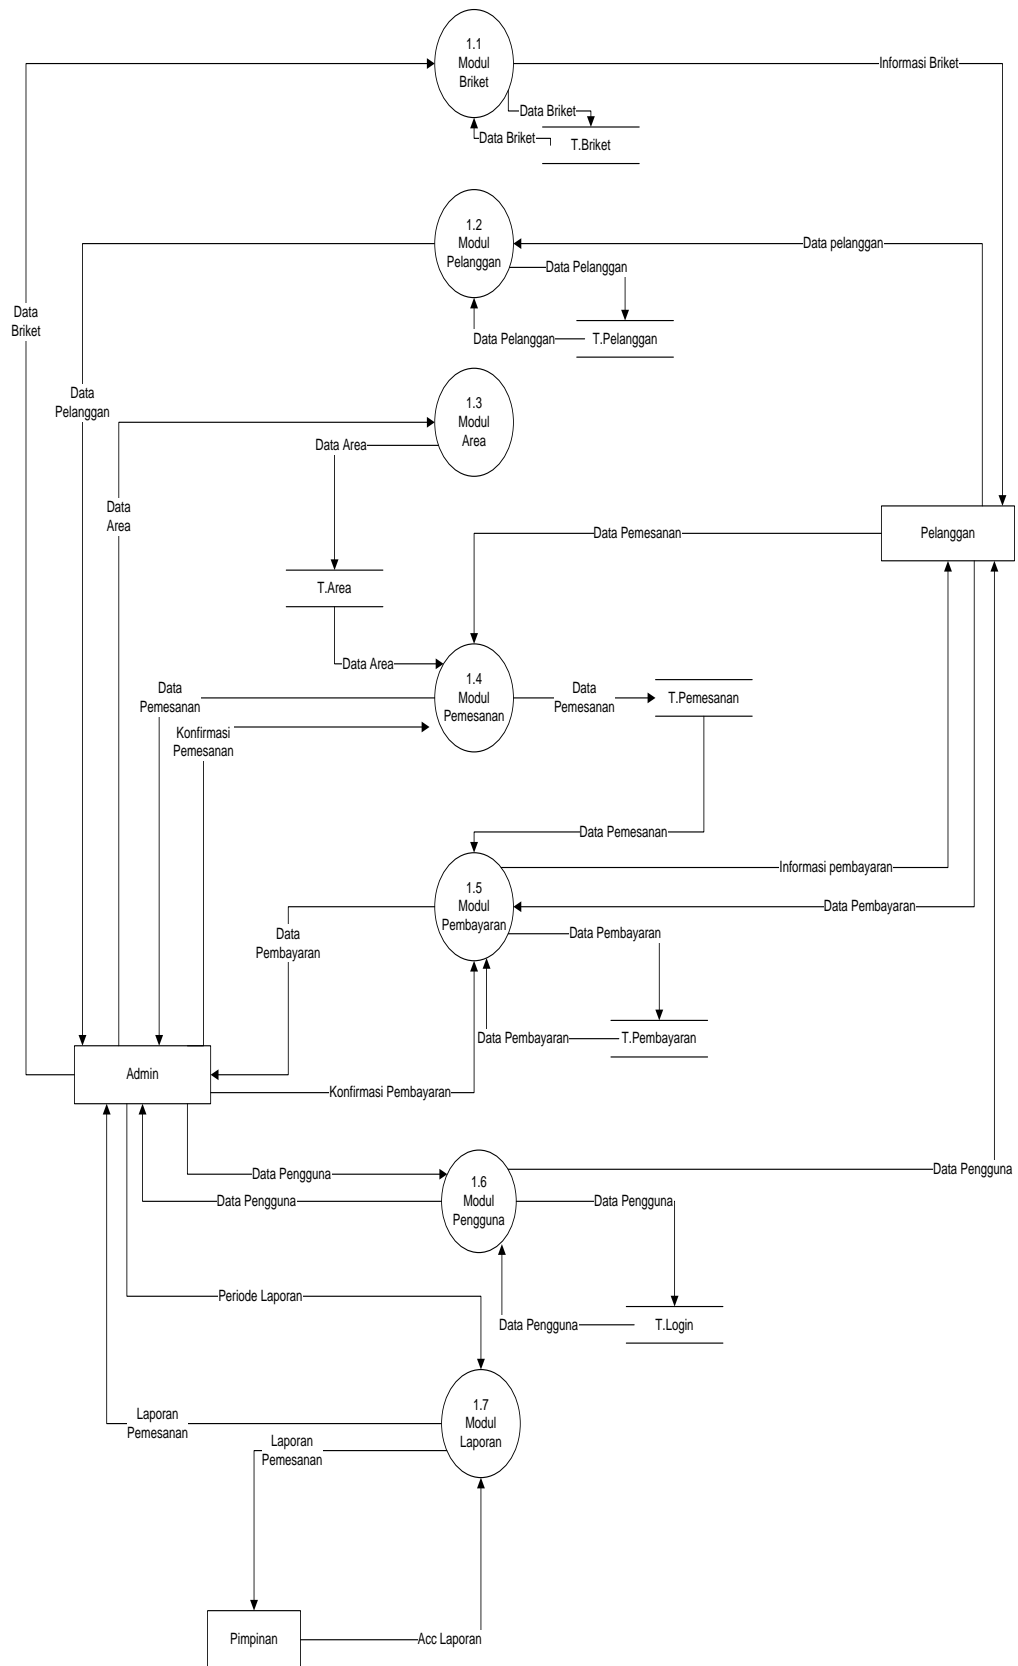 1.1
Modul
Briket
Informasi Briket
Data Briket
Data Briket
T.Briket
1.2
Modul
Pelanggan
Data pelanggan
Data Pelanggan
Data Pelanggan
T.Pelanggan
Data
Briket
Data
Pelanggan
1.3
Modul
Area
Data Area
Data
Area
Pelanggan
Data Pemesanan
T.Area
Data Area
1.4
Modul
Pemesanan
Data
Pemesanan
T.Pemesanan
Data
Pemesanan
Konfirmasi
Pemesanan
Data Pemesanan
Informasi pembayaran
1.5
Modul
Pembayaran
Data Pembayaran
Data
Pembayaran
Data Pembayaran
Data Pembayaran
T.Pembayaran
Admin
Konfirmasi Pembayaran
Data Pengguna
Data Pengguna
1.6
Modul
Pengguna
Data Pengguna
Data Pengguna
Periode Laporan
Data Pengguna
T.Login
1.7
Modul
Laporan
Laporan
Pemesanan
Laporan
Pemesanan
Pimpinan
Acc Laporan